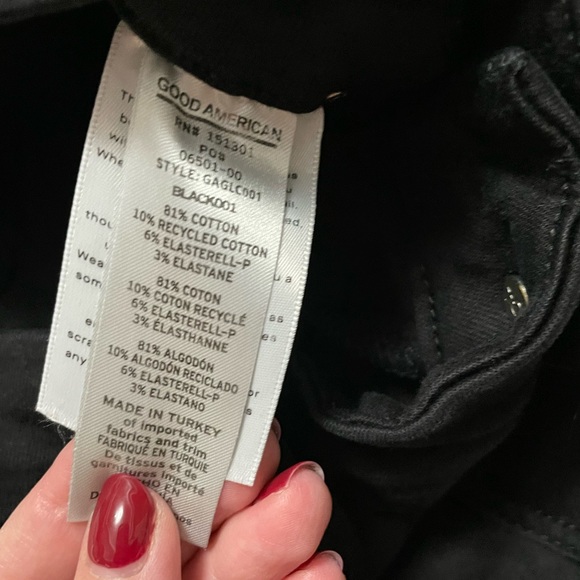 GOOD AMERICAN
RN# 151301
PO#
06501-00
STYLE: GAGLC001
BLACK001
81% COTTON
10% RECYCLED COTTON
6% ELASTERELL-P
3% ELASTANE
81% COTON
10% COTON RECYCLÉ
6% ELASTERELL-P
3% ÉLASTHANNE
81% ALGODÓN
10% ALGODÓN RECICLADO
6% ELASTERELL-P
3% ELASTANO
MADE IN TURKEY
of imported
fabrics and trim
FABRIQUÉ EN TURQUIE
De tissus et de
garnitures importé
HO EN